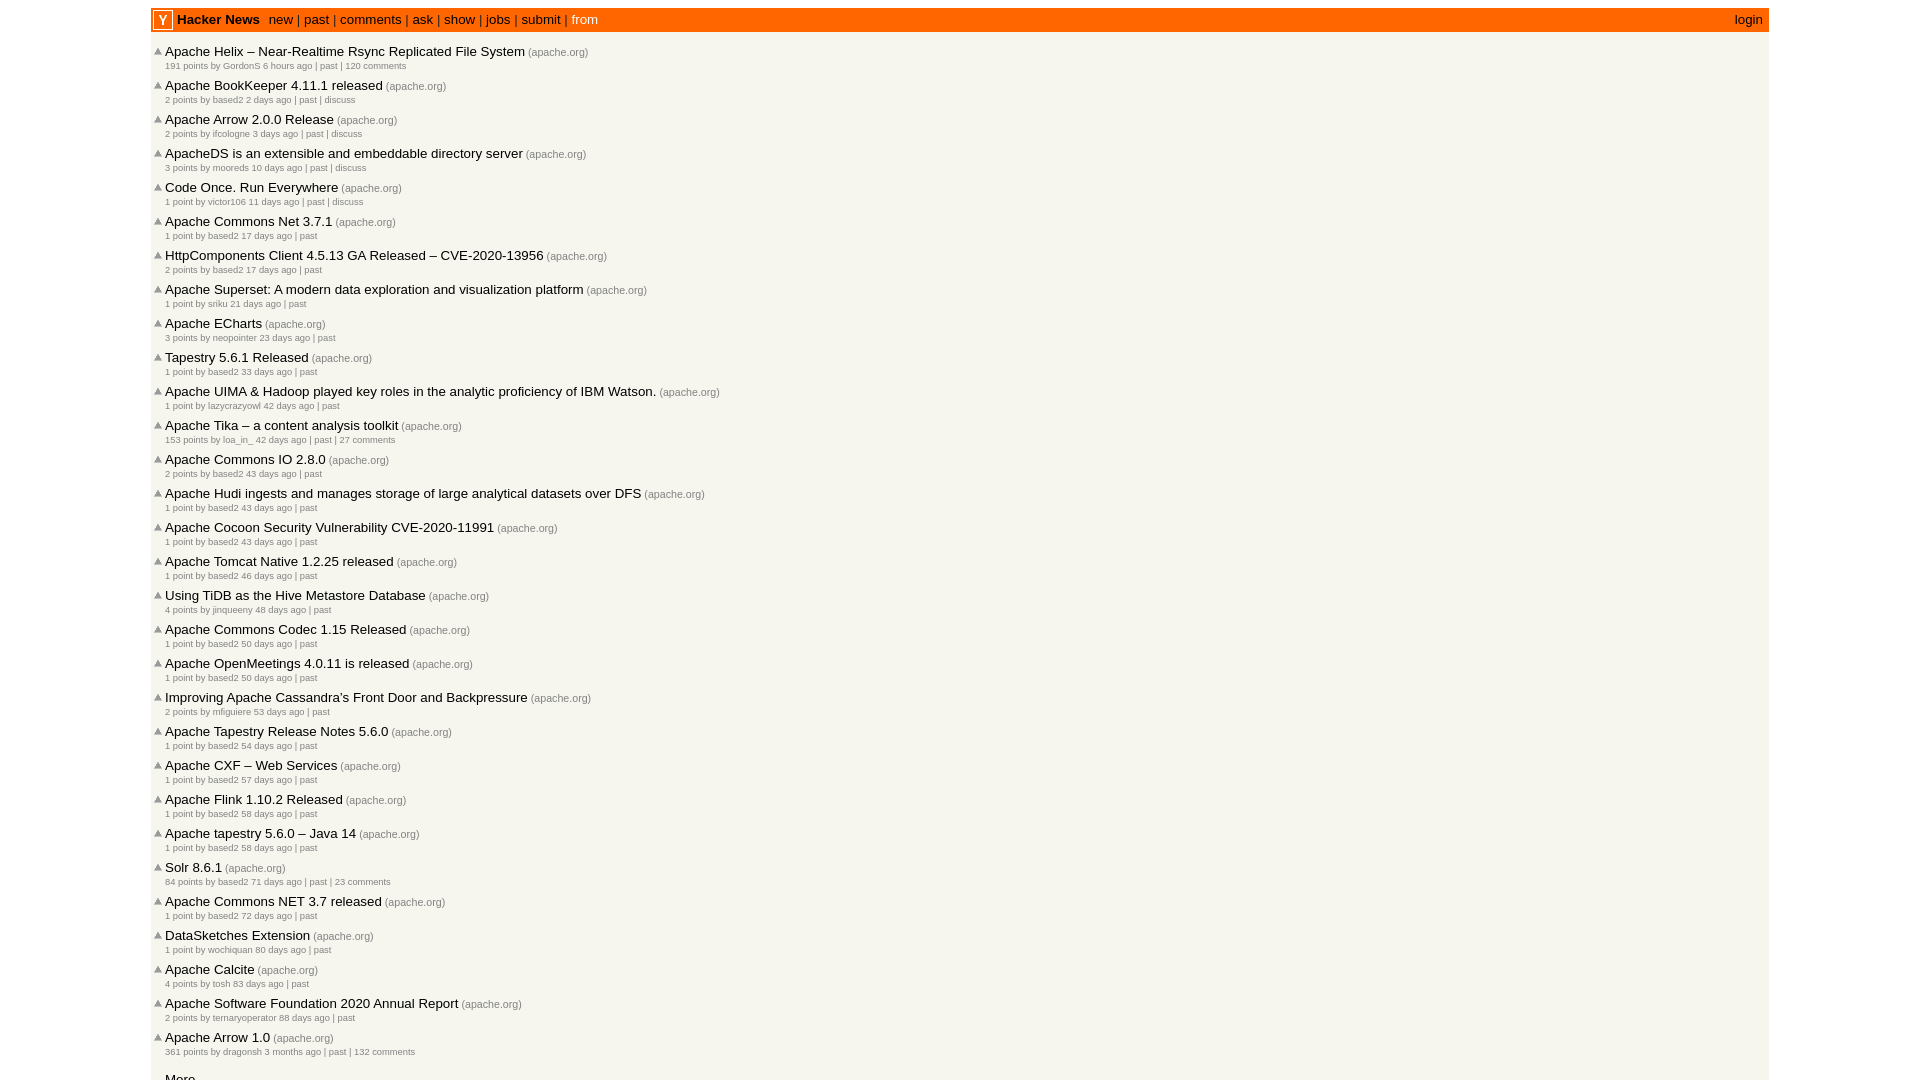 Y Hacker News new | past | comments | ask | show | jobs | submit | from login
Apache Helix – Near-Realtime Rsync Replicated File System (apache.org)
191 points by GordonS 6 hours ago | past | 120 comments
Apache BookKeeper 4.11.1 released (apache.org)
2 points by based2 2 days ago | past | discuss
Apache Arrow 2.0.0 Release (apache.org)
2 points by ifcologne 3 days ago | past | discuss
ApacheDS is an extensible and embeddable directory server (apache.org)
3 points by mooreds 10 days ago | past | discuss
Code Once. Run Everywhere (apache.org)
1 point by victor106 11 days ago | past | discuss
Apache Commons Net 3.7.1 (apache.org)
1 point by based2 17 days ago | past
HttpComponents Client 4.5.13 GA Released – CVE-2020-13956 (apache.org)
2 points by based2 17 days ago | past
Apache Superset: A modern data exploration and visualization platform (apache.org)
1 point by sriku 21 days ago | past
Apache ECharts (apache.org)
3 points by neopointer 23 days ago | past
Tapestry 5.6.1 Released (apache.org)
1 point by based2 33 days ago | past
Apache UIMA & Hadoop played key roles in the analytic proficiency of IBM Watson. (apache.org)
1 point by lazycrazyowl 42 days ago | past
Apache Tika – a content analysis toolkit (apache.org)
153 points by loa_in_ 42 days ago | past | 27 comments
Apache Commons IO 2.8.0 (apache.org)
2 points by based2 43 days ago | past
Apache Hudi ingests and manages storage of large analytical datasets over DFS (apache.org)
1 point by based2 43 days ago | past
Apache Cocoon Security Vulnerability CVE-2020-11991 (apache.org)
1 point by based2 43 days ago | past
Apache Tomcat Native 1.2.25 released (apache.org)
1 point by based2 46 days ago | past
Using TiDB as the Hive Metastore Database (apache.org)
4 points by jinqueeny 48 days ago | past
Apache Commons Codec 1.15 Released (apache.org)
1 point by based2 50 days ago | past
Apache OpenMeetings 4.0.11 is released (apache.org)
1 point by based2 50 days ago | past
Improving Apache Cassandra’s Front Door and Backpressure (apache.org)
2 points by mfiguiere 53 days ago | past
Apache Tapestry Release Notes 5.6.0 (apache.org)
1 point by based2 54 days ago | past
Apache CXF – Web Services (apache.org)
1 point by based2 57 days ago | past
Apache Flink 1.10.2 Released (apache.org)
1 point by based2 58 days ago | past
Apache tapestry 5.6.0 – Java 14 (apache.org)
1 point by based2 58 days ago | past
Solr 8.6.1 (apache.org)
84 points by based2 71 days ago | past | 23 comments
Apache Commons NET 3.7 released (apache.org)
1 point by based2 72 days ago | past
DataSketches Extension (apache.org)
1 point by wochiquan 80 days ago | past
Apache Calcite (apache.org)
4 points by tosh 83 days ago | past
Apache Software Foundation 2020 Annual Report (apache.org)
2 points by ternaryoperator 88 days ago | past
Apache Arrow 1.0 (apache.org)
361 points by dragonsh 3 months ago | past | 132 comments
More